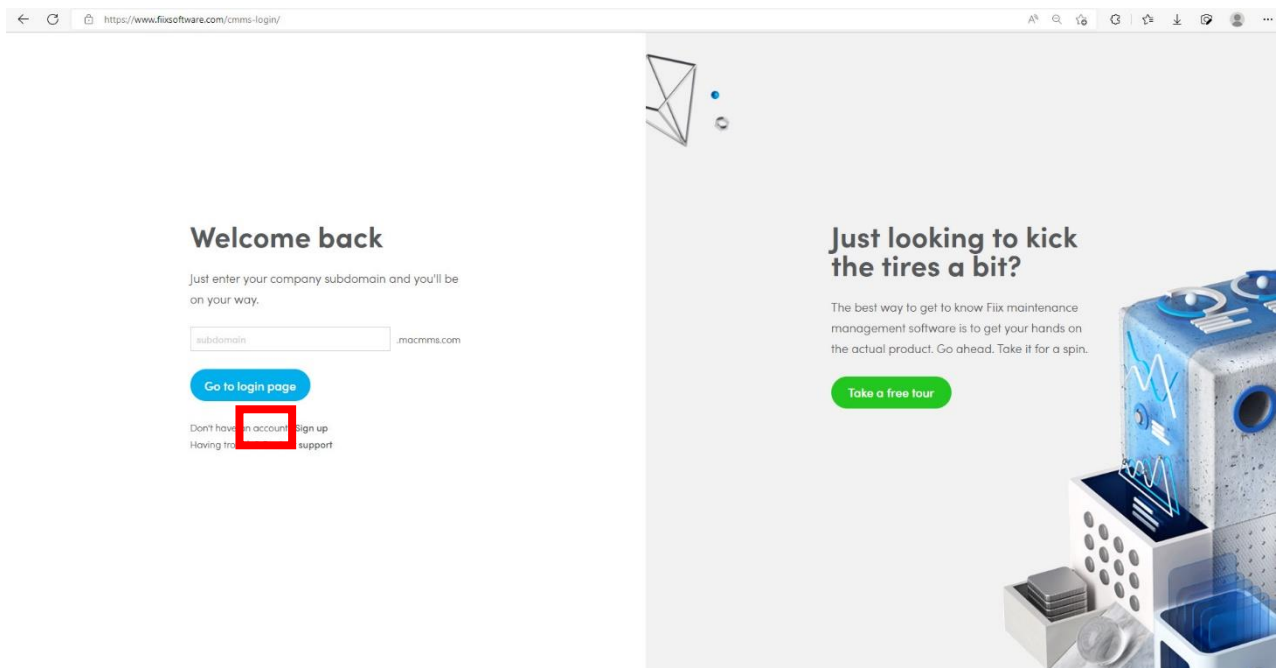 https://www.fiixsoftware.com/cmms-login/
Welcome back
Just enter your company subdomain and you'll be
on your way.
subdomain
.macmms.com
Go to login page
Don't have an account Sign up
Having support
Just looking to kick
the tires a bit?
The best way to get to know Fiix maintenance
management software is to get your hands on
the actual product. Go ahead. Take it for a spin.
Take a free tour